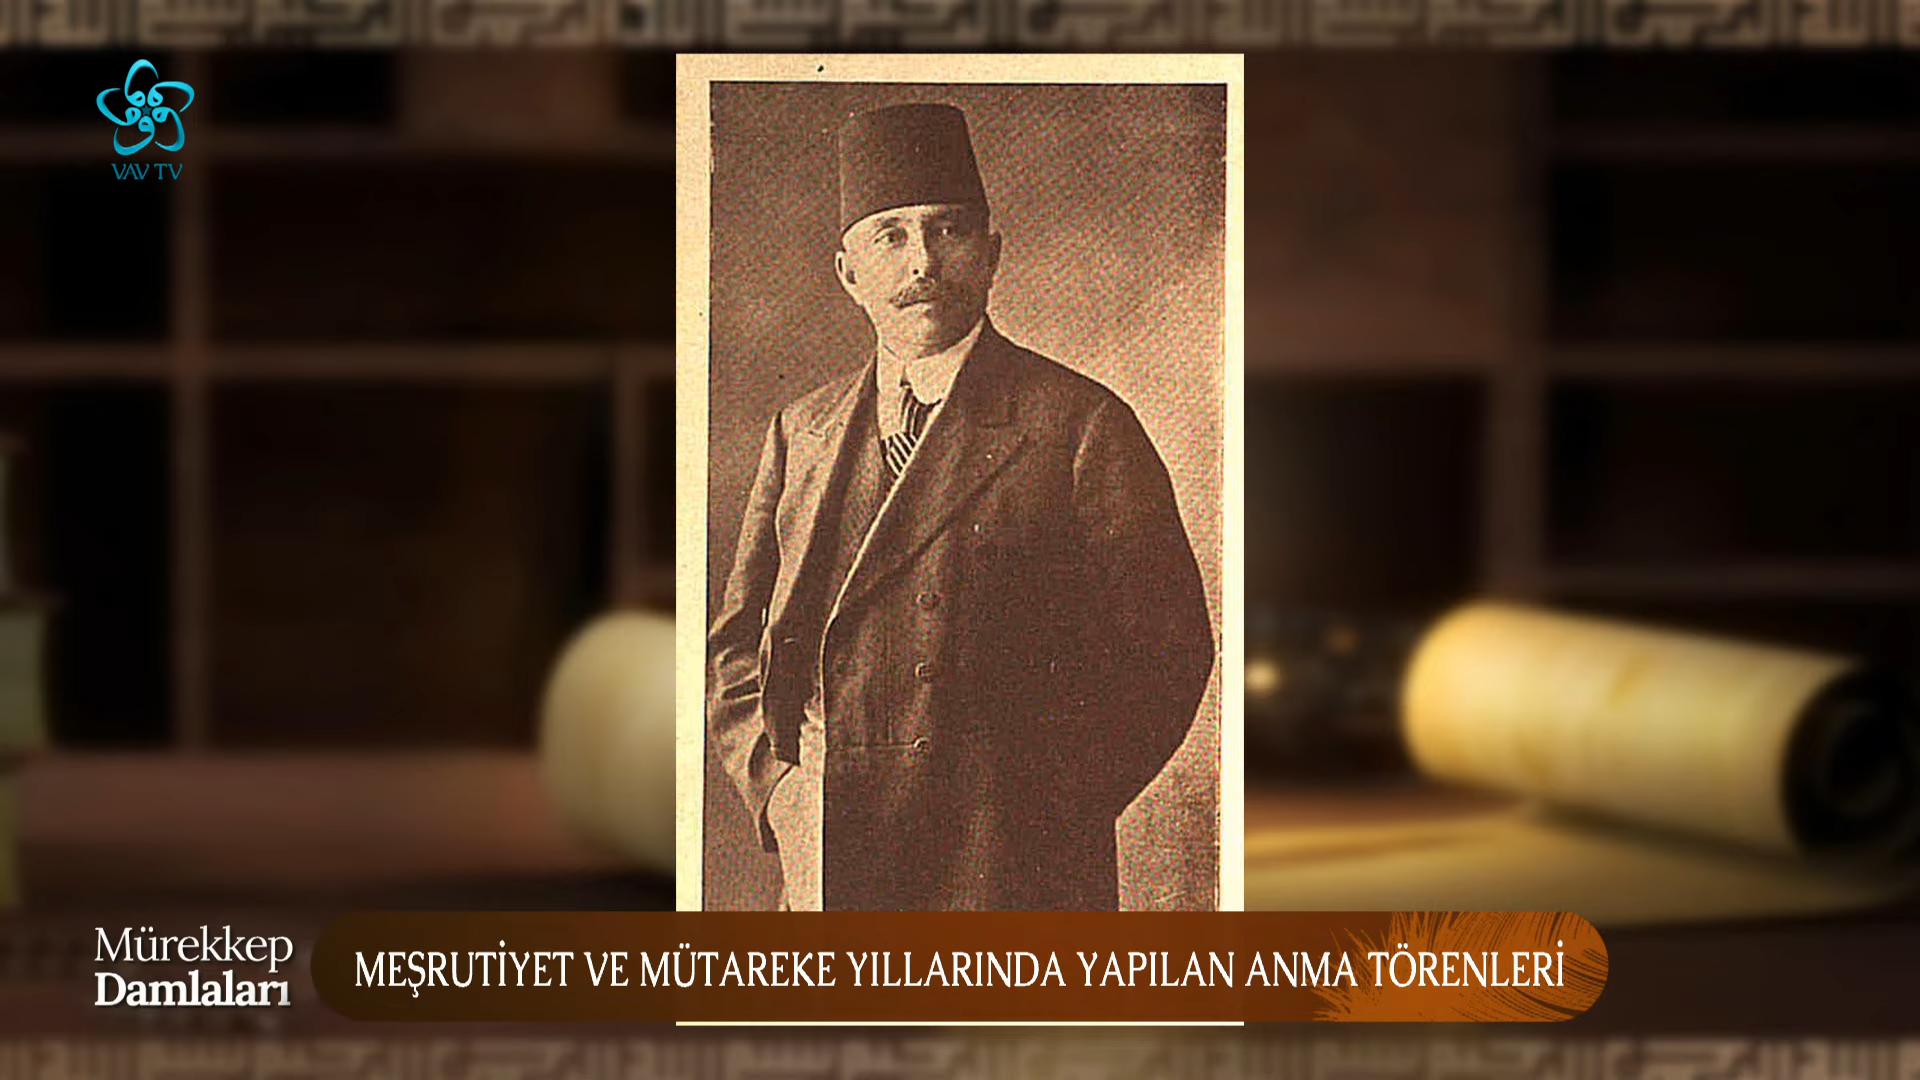 VAV TV
Mürekkep
Damlaları
MEŞRUTİYET VE MÜTAREKE YILLARINDA YAPILAN ANMA TÖRENLERİ